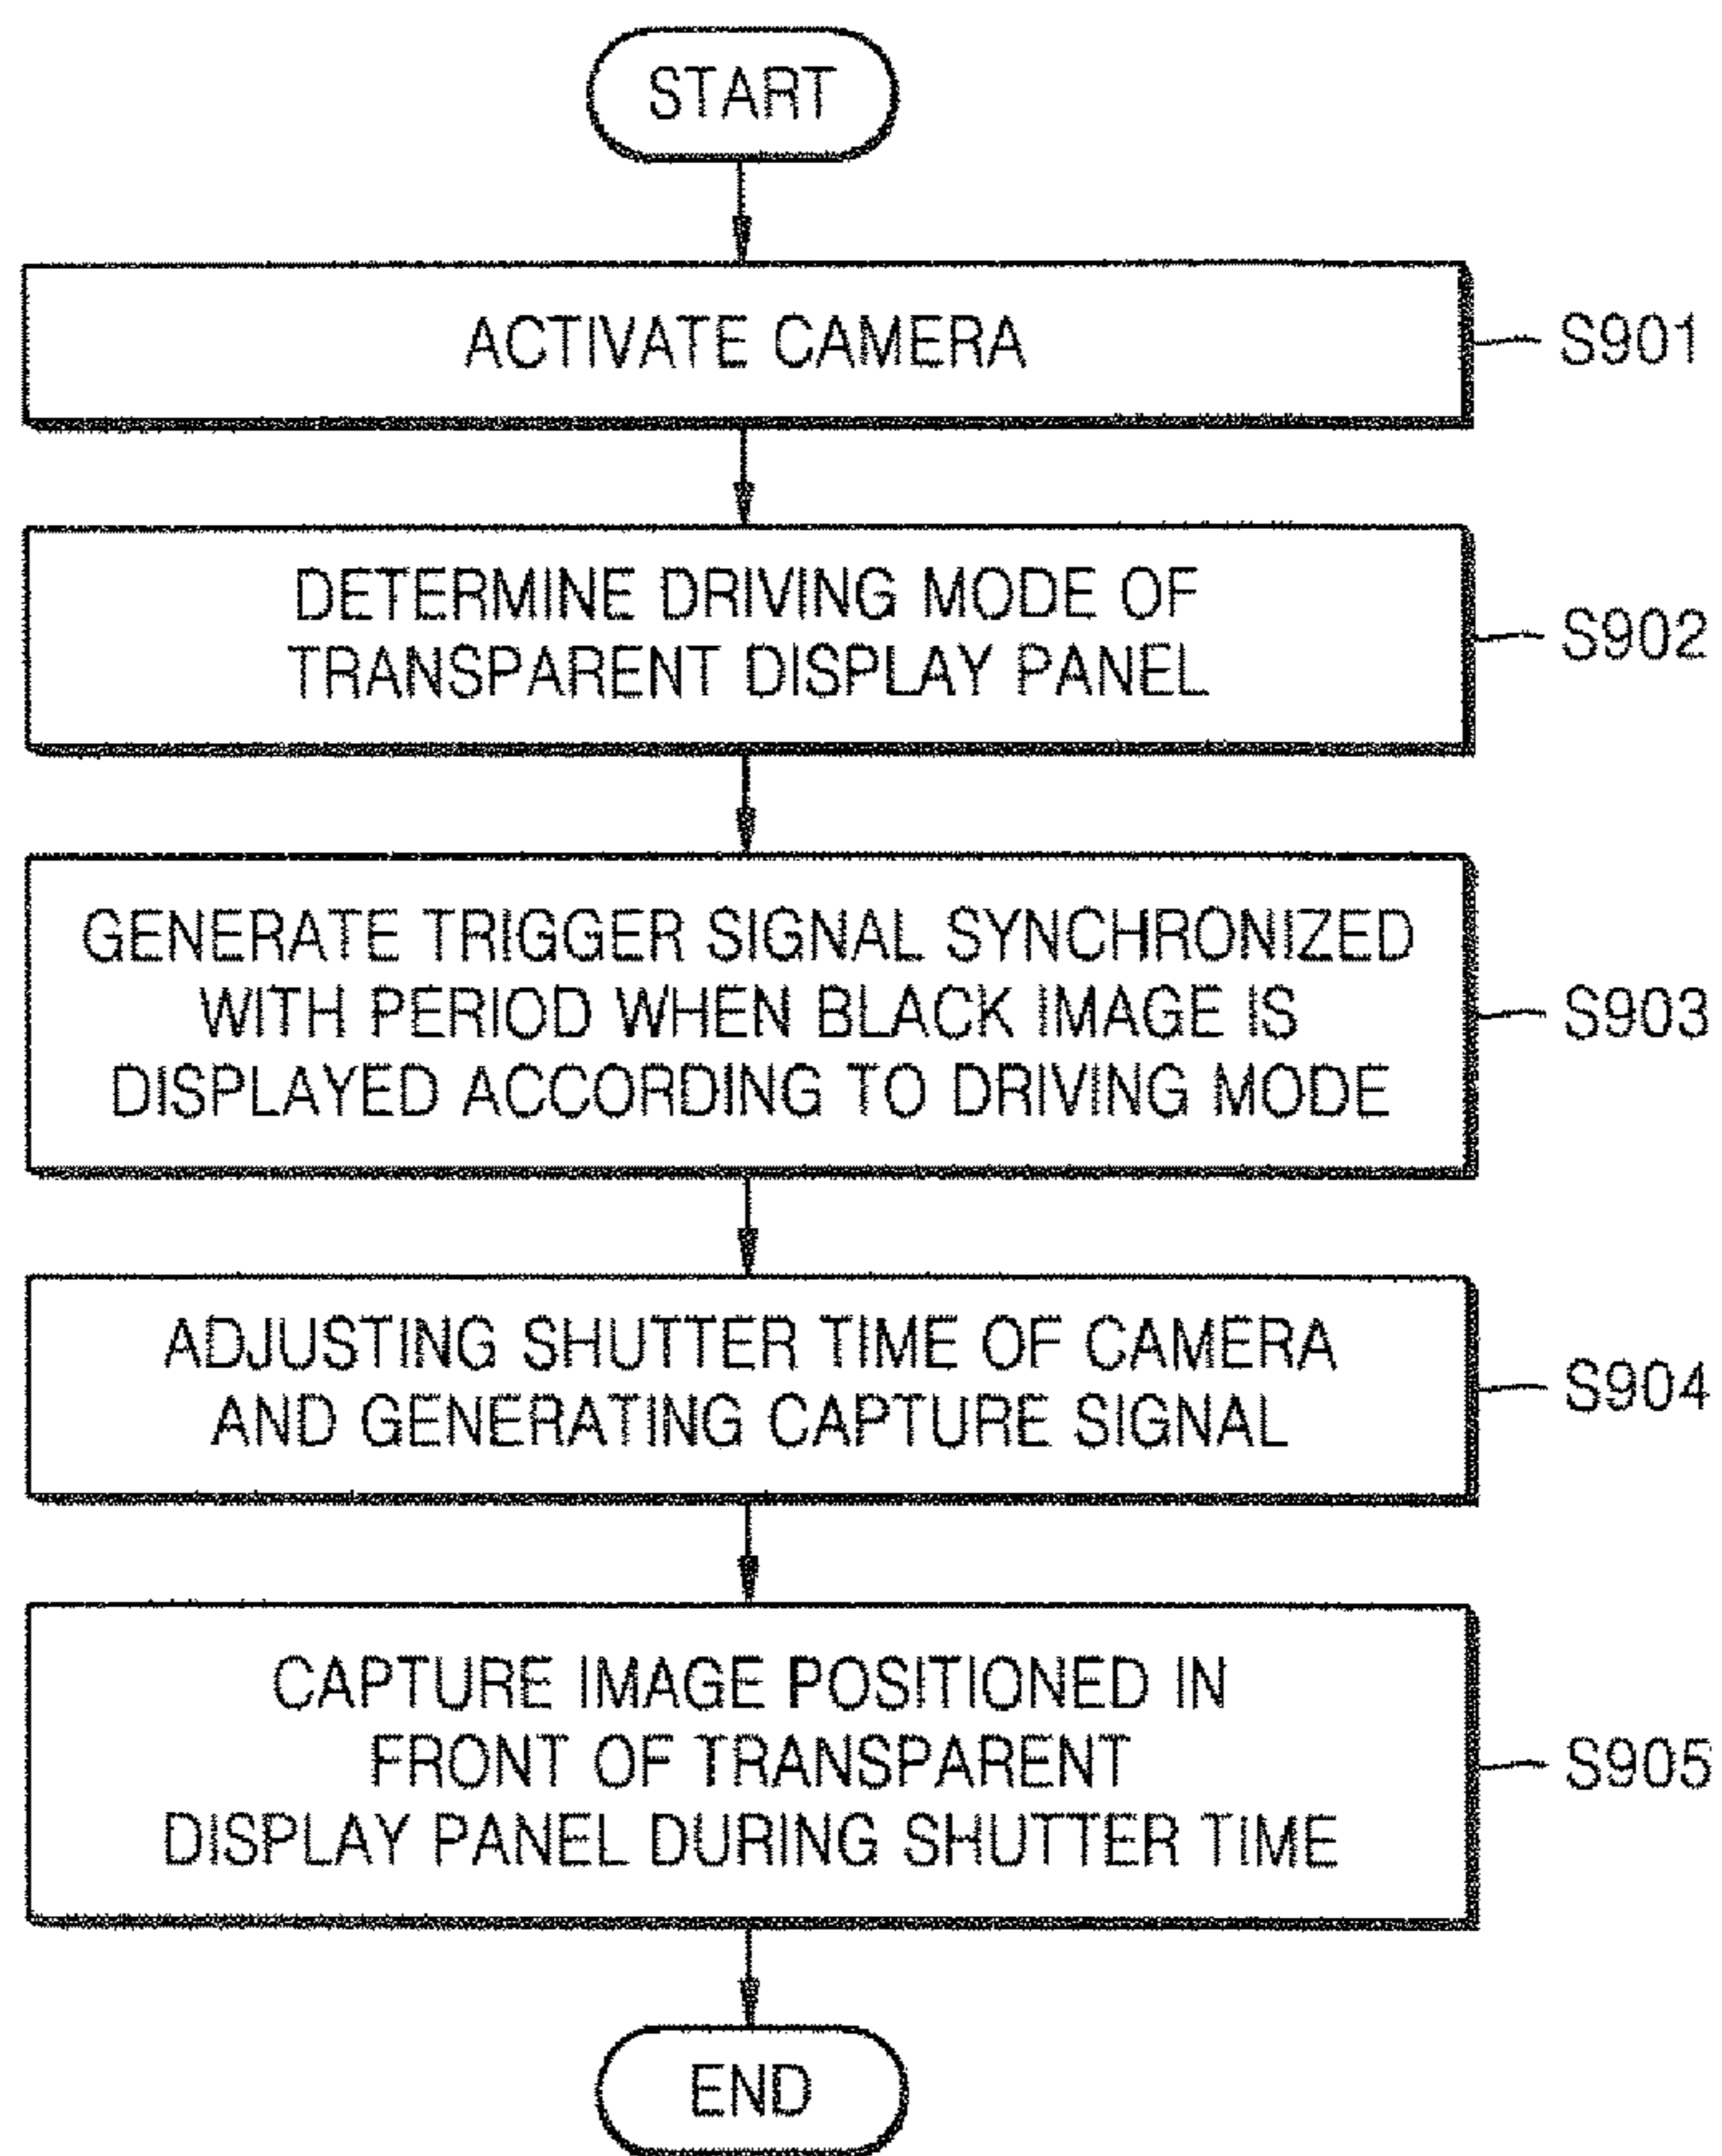 START
ACTIVATE CAMERA
S901
DETERMINE DRIVING MODE OF
TRANSPARENT DISPLAY PANEL
S902
GENERATE TRIGGER SIGNAL SYNCHRONIZED
WITH PERIOD WHEN BLACK IMAGE IS
DISPLAYED ACCORDING TO DRIVING MODE
S903
ADJUSTING SHUTTER TIME OF CAMERA
AND GENERATING CAPTURE SIGNAL
S904
CAPTURE IMAGE POSITIONED IN
FRONT OF TRANSPARENT
DISPLAY PANEL DURING SHUTTER TIME
S905
END